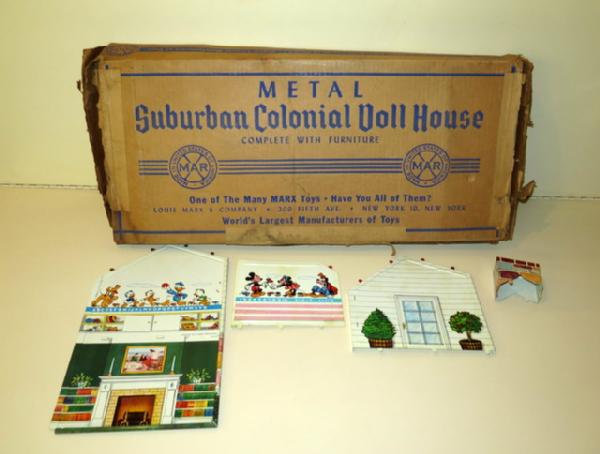 METAL
Suburban Colonial Doll House
COMPLETE WITH FURNITURE
MAR
MAR
One of The Many MARX Toys • Have You All of Them?
LOUIS MARX & COMPANY • 200 FIFTH AVE. • NEW YORK 10, NEW YORK
World's Largest Manufacturers of Toys